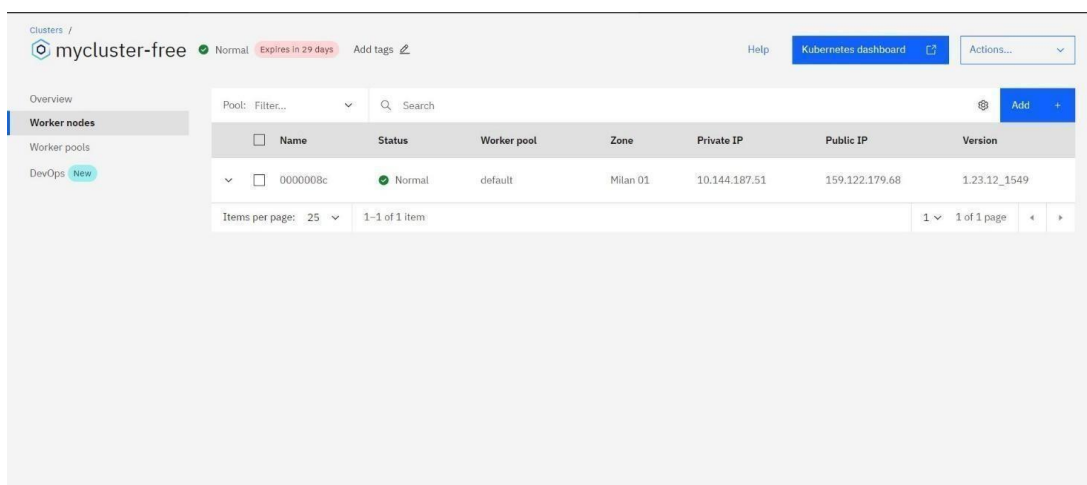 Clusters /
mycluster-free Normal Expires in 29 days Add tags Help Kubernetes dashboard Actions...
Overview
Worker nodes
Worker pools
DevOps New
Pool: Filter... Search Add +
Name Status Worker pool Zone Private IP Public IP Version
0000008c Normal default Milan 01 10.144.187.51 159.122.179.68 1.23.12_1549
Items per page: 25 1–1 of 1 item 1 1 of 1 page